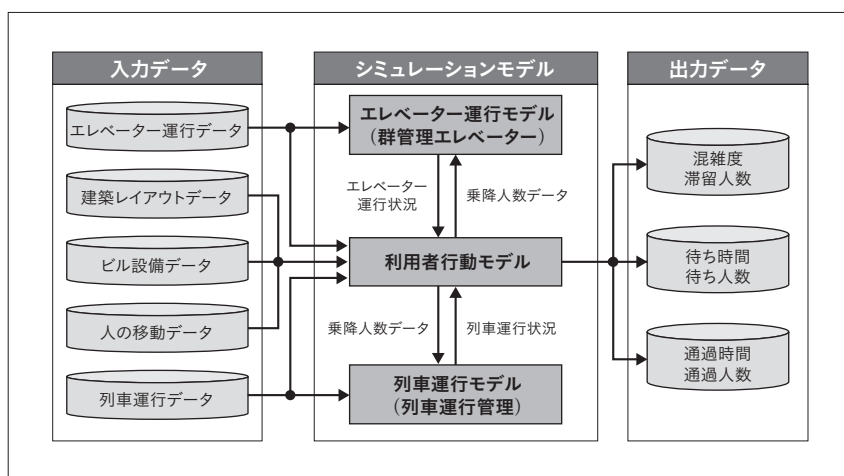 入力データ
エレベーター運行データ
建築レイアウトデータ
ビル設備データ
人の移動データ
列車運行データ
シミュレーションモデル
エレベーター運行モデル
（群管理エレベーター）
エレベーター
運行状況
乗降人数データ
利用者行動モデル
乗降人数データ
列車運行状況
列車運行モデル
（列車運行管理）
出力データ
混雑度
滞留人数
待ち時間
待ち人数
通過時間
通過人数